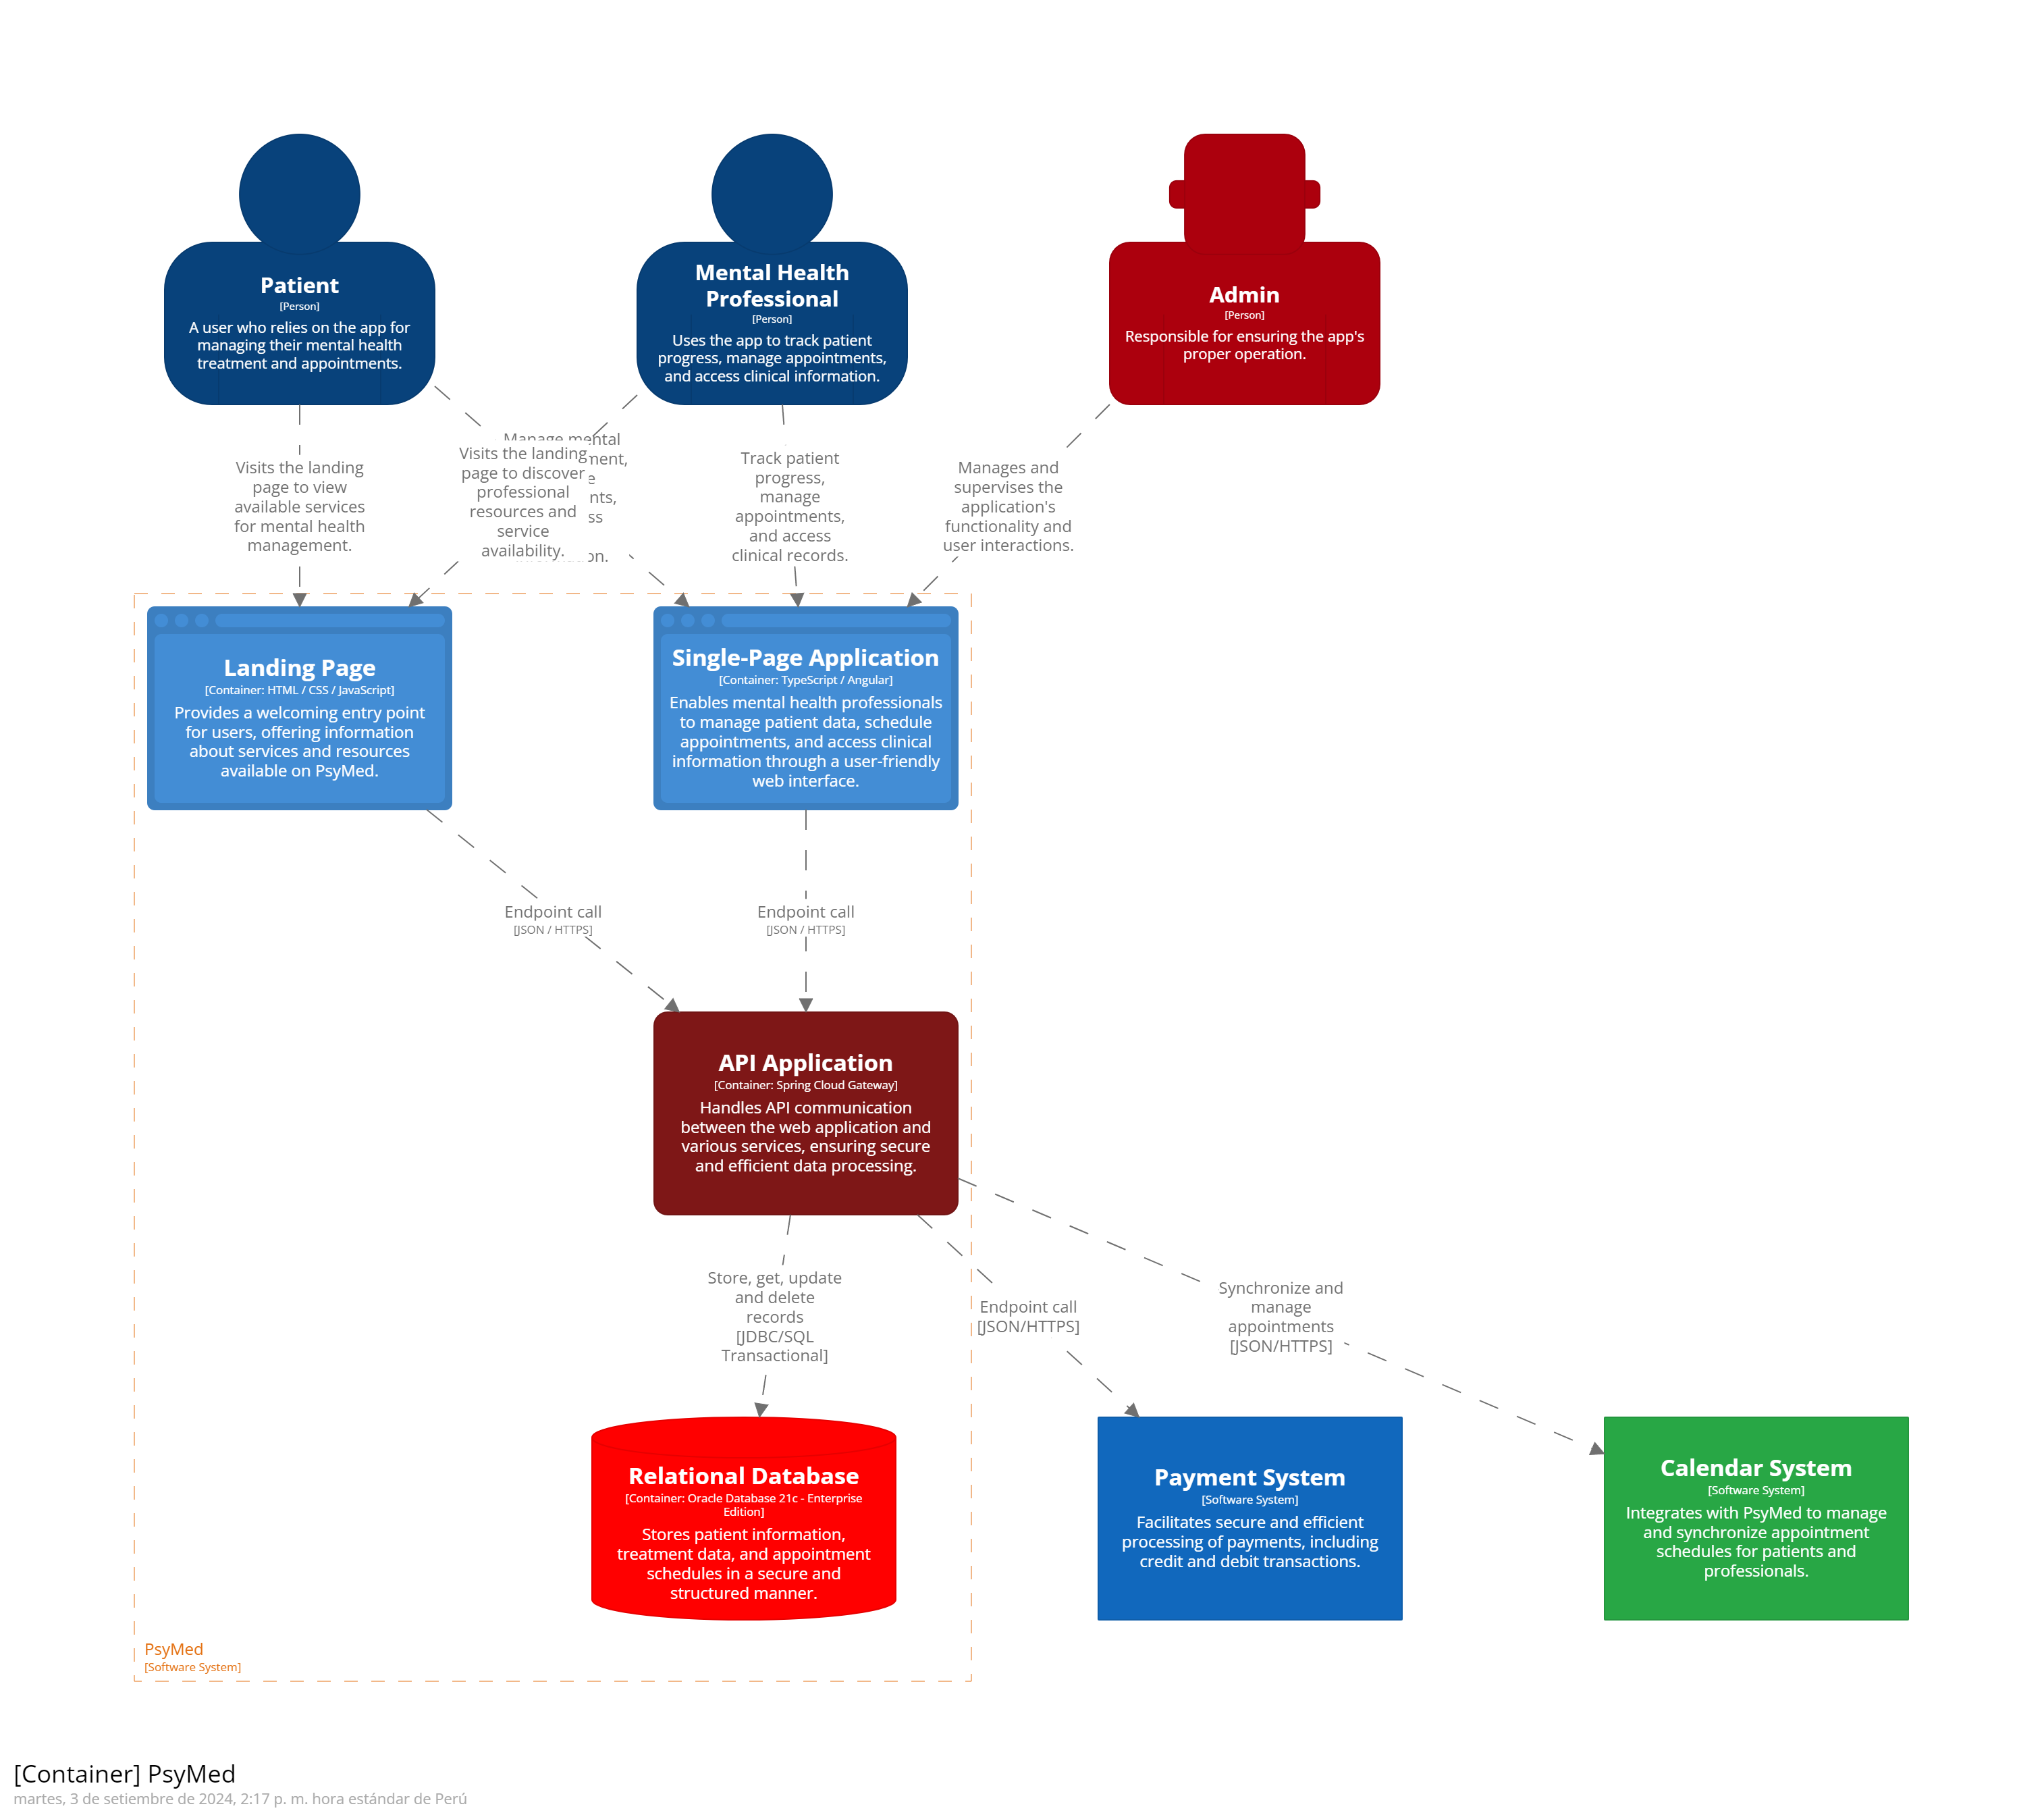 Patient
[Person]
A user who relies on the app for
managing their mental health
treatment and appointments.
Mental Health
Professional
[Person]
Uses the app to track patient
progress, manage appointments,
and access clinical information.
Admin
[Person]
Responsible for ensuring the app's
proper operation.
Visits the landing
page to view
available services
for mental health
management.
Manage mental
Visits the landing
page to discover
professional
resources and
service
availability.
Track patient
progress,
manage
appointments,
and access
clinical records.
Manages and
supervises the
application's
functionality and
user interactions.
Landing Page
[Container: HTML / CSS / JavaScript]
Provides a welcoming entry point
for users, offering information
about services and resources
available on PsyMed.
Single-Page Application
[Container: TypeScript / Angular]
Enables mental health professionals
to manage patient data, schedule
appointments, and access clinical
information through a user-friendly
web interface.
Endpoint call
[JSON / HTTPS]
Endpoint call
[JSON / HTTPS]
API Application
[Container: Spring Cloud Gateway]
Handles API communication
between the web application and
various services, ensuring secure
and efficient data processing.
Store, get, update
and delete
records
[JDBC/SQL
Transactional]
Endpoint call
[JSON/HTTPS]
Synchronize and
manage
appointments
[JSON/HTTPS]
Relational Database
[Container: Oracle Database 21c - Enterprise
Edition]
Stores patient information,
treatment data, and appointment
schedules in a secure and
structured manner.
Payment System
[Software System]
Facilitates secure and efficient
processing of payments, including
credit and debit transactions.
Calendar System
[Software System]
Integrates with PsyMed to manage
and synchronize appointment
schedules for patients and
professionals.
PsyMed
[Software System]
[Container] PsyMed
martes, 3 de setiembre de 2024, 2:17 p. m. hora estándar de Perú